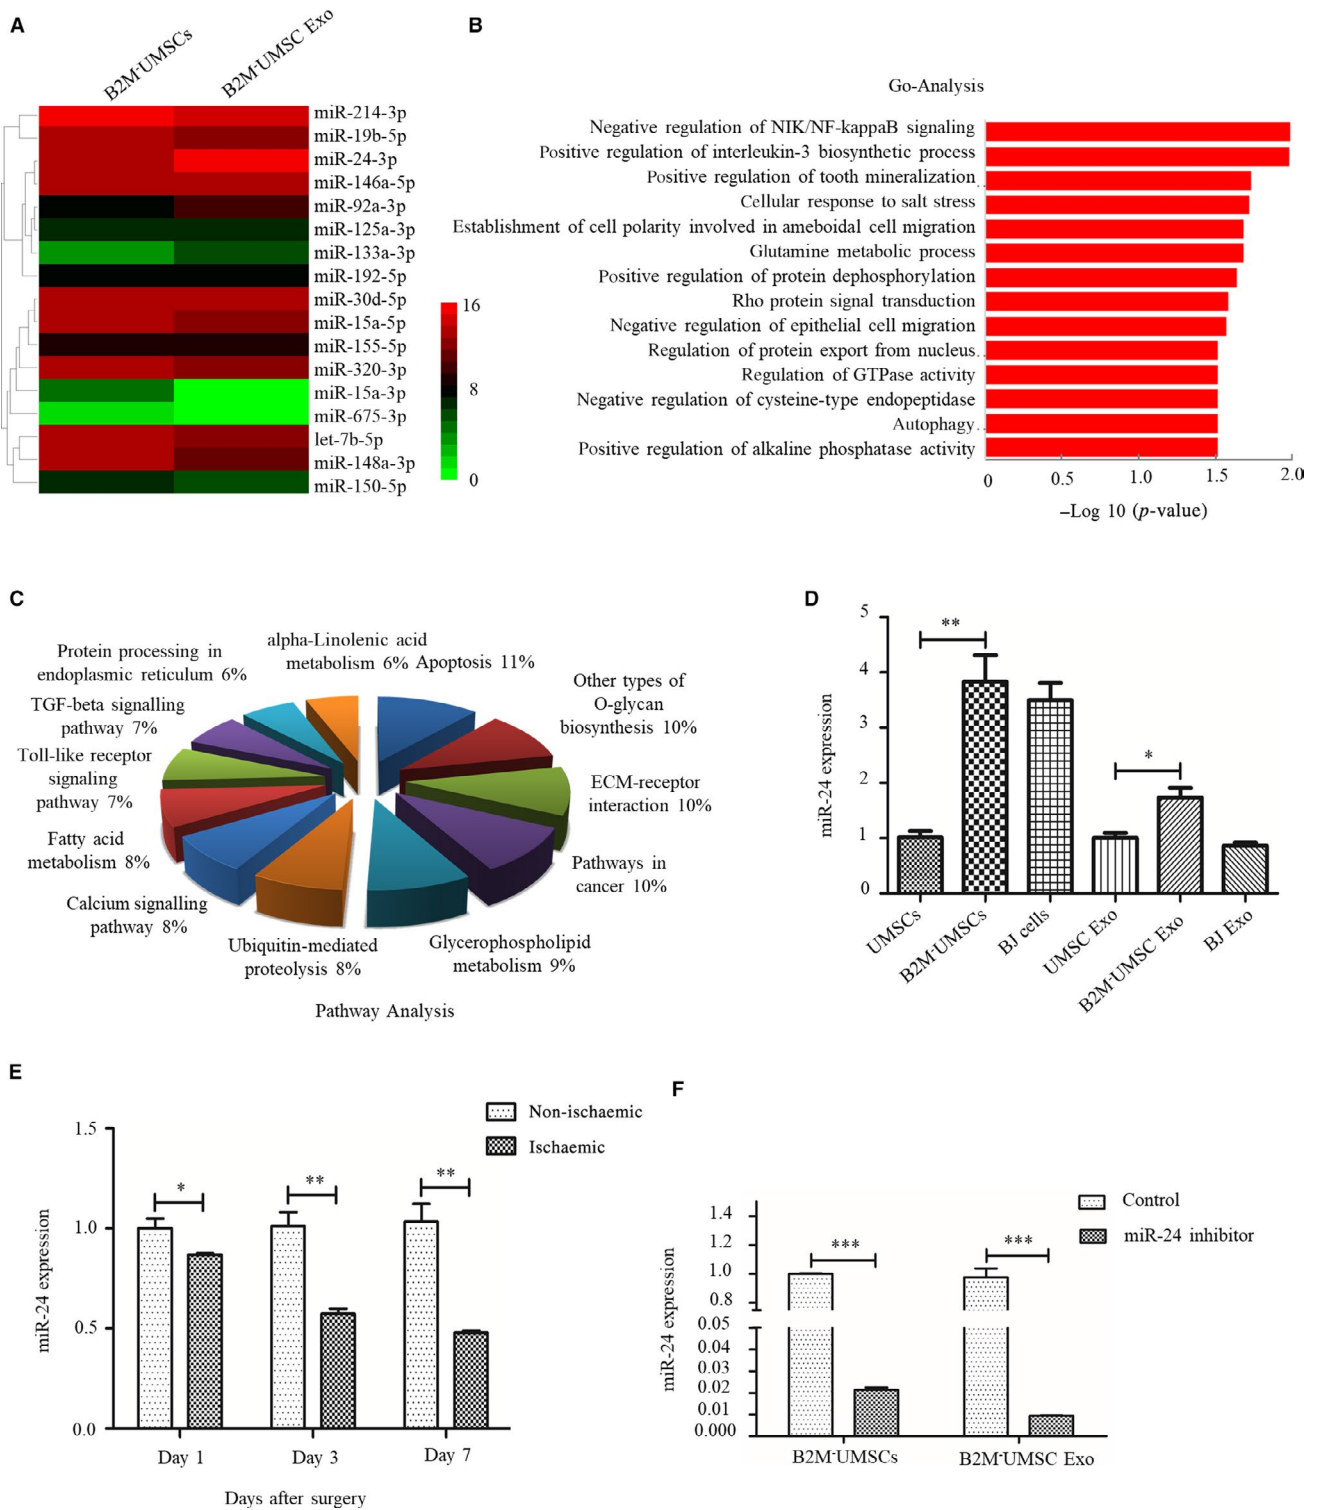 A
B2M-UMSCs
B2M-UMSC Exo
miR-214-3p
miR-19b-5p
miR-24-3p
miR-146a-5p
miR-92a-3p
miR-125a-3p
miR-133a-3p
miR-192-5p
miR-30d-5p
miR-15a-5p
miR-155-5p
miR-320-3p
miR-15a-3p
miR-675-3p
let-7b-5p
miR-148a-3p
miR-150-5p
16
8
0
B
Go-Analysis
Negative regulation of NIK/NF-kappaB signaling
Positive regulation of interleukin-3 biosynthetic process
Positive regulation of tooth mineralization..
Cellular response to salt stress
Establishment of cell polarity involved in ameboidal cell migration
Glutamine metabolic process
Positive regulation of protein dephosphorylation
Rho protein signal transduction
Negative regulation of epithelial cell migration
Regulation of protein export from nucleus..
Regulation of GTPase activity
Negative regulation of cysteine-type endopeptidase
Autophagy..
Positive regulation of alkaline phosphatase activity
0 0.5 1.0 1.5 2.0
–Log 10 (p-value)
C
alpha-Linolenic acid
metabolism 6%
Apoptosis 11%
Other types of
O-glycan
biosynthesis 10%
ECM-receptor
interaction 10%
Pathways in
cancer 10%
Glycerophospholipid
metabolism 9%
Ubiquitin-mediated
proteolysis 8%
Calcium signalling
pathway 8%
Fatty acid
metabolism 8%
Toll-like receptor
signaling
pathway 7%
TGF-beta signalling
pathway 7%
Protein processing in
endoplasmic reticulum 6%
Pathway Analysis
D
miR-24 expression
5
4
3
2
1
0
**
*
UMSCs
B2M-UMSCs
BJ cells
UMSC Exo
B2M-UMSC Exo
BJ Exo
E
Non-ischaemic
Ischaemic
miR-24 expression
1.5
1.0
0.5
0.0
*
**
**
Day 1 Day 3 Day 7
Days after surgery
F
Control
miR-24 inhibitor
miR-24 expression
1.4
1.2
1.0
0.8
0.05
0.04
0.03
0.02
0.01
0.000
***
***
B2M-UMSCs B2M-UMSC Exo